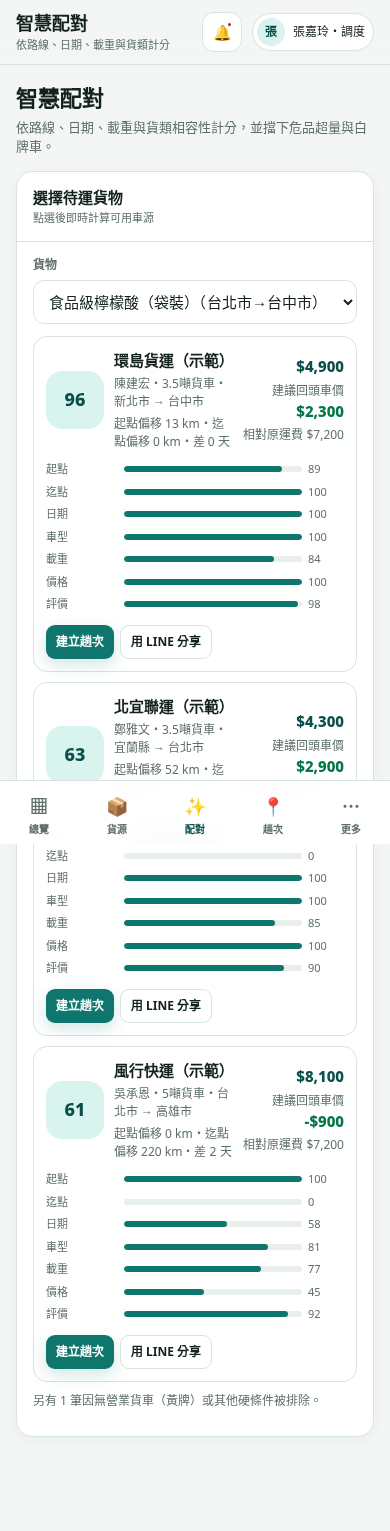 智慧配對
依路線、日期、載重與貨類計分
張
張嘉玲・調度
智慧配對
依路線、日期、載重與貨類相容性計分，並擋下危品超量與白
牌車。
選擇待運貨物
點選後即時計算可用車源
貨物
食品級檸檬酸（袋裝）（台北市→台中市）
96
環島貨運（示範）
陳建宏・3.5噸貨車・
新北市 → 台中市
起點偏移 13 km・迄
點偏移 0 km・差 0 天
$4,900
建議回頭車價
$2,300
相對原運費 $7,200
起點 89
迄點 100
日期 100
車型 100
載重 84
價格 100
評價 98
建立趟次
用 LINE 分享
63
北宜聯運（示範）
鄭雅文・3.5噸貨車・
宜蘭縣 → 台北市
起點偏移 52 km・迄
$4,300
建議回頭車價
$2,900
總覽
貨源
配對
趟次
更多
迄點 0
日期 100
車型 100
載重 85
價格 100
評價 90
建立趟次
用 LINE 分享
61
風行快運（示範）
吳承恩・5噸貨車・台
北市 → 高雄市
起點偏移 0 km・迄點
偏移 220 km・差 2 天
$8,100
建議回頭車價
-$900
相對原運費 $7,200
起點 100
迄點 0
日期 58
車型 81
載重 77
價格 45
評價 92
建立趟次
用 LINE 分享
另有 1 筆因無營業貨車（黃牌）或其他硬條件被排除。